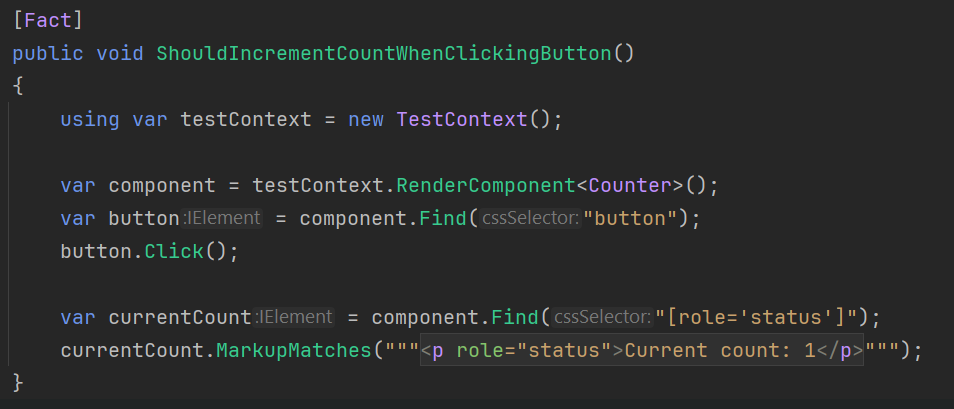 [Fact]
public void ShouldIncrementCountWhenClickingButton()
{
using var testContext = new TestContext();
var component = testContext.RenderComponent<Counter>();
var button:IElement = component.Find(cssSelector:"button");
button.Click();
var currentCount:IElement = component.Find(cssSelector:"[role='status']");
currentCount.MarkupMatches("""<p role="status">Current count: 1</p>""");
}